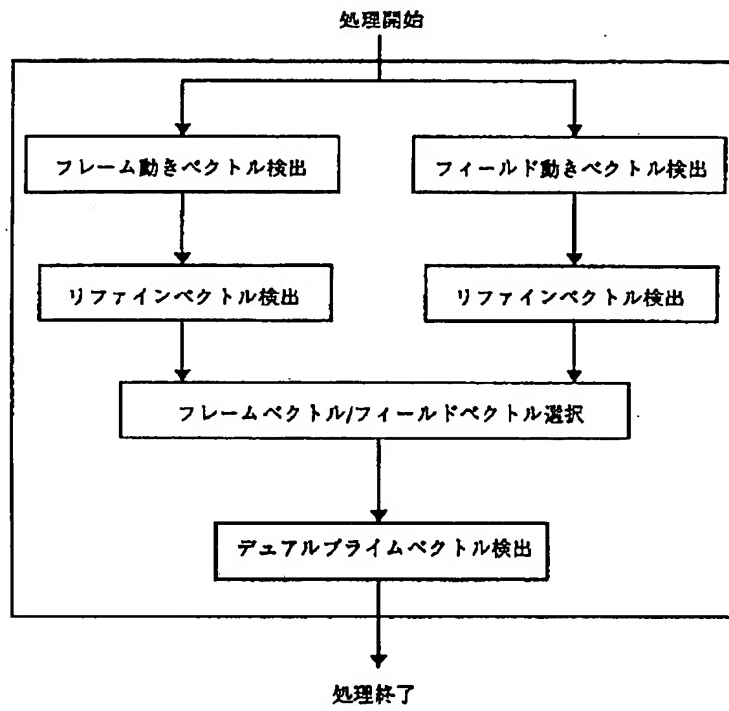 処理開始
フレーム動きベクトル検出
フィールド動きベクトル検出
リファインベクトル検出
リファインベクトル検出
フレームベクトル/フィールドベクトル選択
デュアルプライムベクトル検出
処理終了